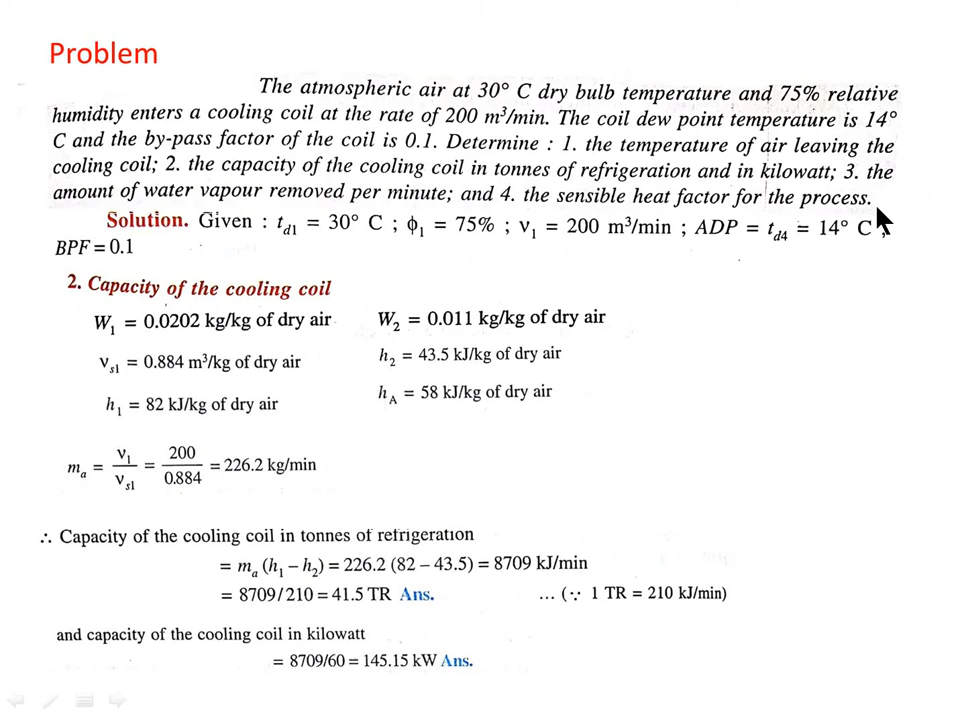 Problem
The atmospheric air at 30° C dry bulb temperature and 75% relative
humidity enters a cooling coil at the rate of 200 m³/min. The coil dew point temperature is 14°
C and the by-pass factor of the coil is 0.1. Determine : 1. the temperature of air leaving the
cooling coil; 2. the capacity of the cooling coil in tonnes of refrigeration and in kilowatt; 3. the
amount of water vapour removed per minute; and 4. the sensible heat factor for the process.
Solution. Given : t_d1 = 30° C ; ϕ₁ = 75% ; v₁ = 200 m³/min ; ADP = t_d4 = 14° C ;
BPF = 0.1
2. Capacity of the cooling coil
W₁ = 0.0202 kg/kg of dry air W₂ = 0.011 kg/kg of dry air
v_s1 = 0.884 m³/kg of dry air h₂ = 43.5 kJ/kg of dry air
h₁ = 82 kJ/kg of dry air h_A = 58 kJ/kg of dry air
m_a = v₁/v_s1 = 200/0.884 = 226.2 kg/min
∴ Capacity of the cooling coil in tonnes of refrigeration
= m_a (h₁ – h₂) = 226.2 (82 – 43.5) = 8709 kJ/min
= 8709/210 = 41.5 TR Ans. ... (∵ 1 TR = 210 kJ/min)
and capacity of the cooling coil in kilowatt
= 8709/60 = 145.15 kW Ans.